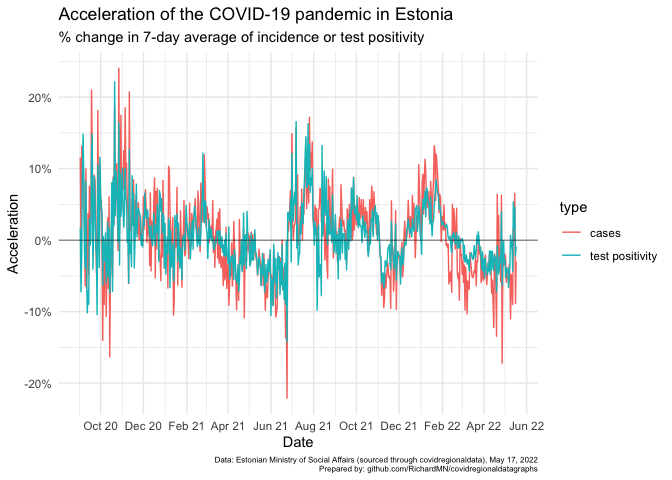 Acceleration of the COVID-19 pandemic in Estonia
% change in 7-day average of incidence or test positivity
20%
10%
0%
-10%
-20%
Acceleration
Oct 20 Dec 20 Feb 21 Apr 21 Jun 21 Aug 21 Oct 21 Dec 21 Feb 22 Apr 22 Jun 22
Date
type
cases
test positivity
Data: Estonian Ministry of Social Affairs (sourced through covidregionaldata), May 17, 2022
Prepared by: github.com/RichardMN/covidregionaldatagraphs